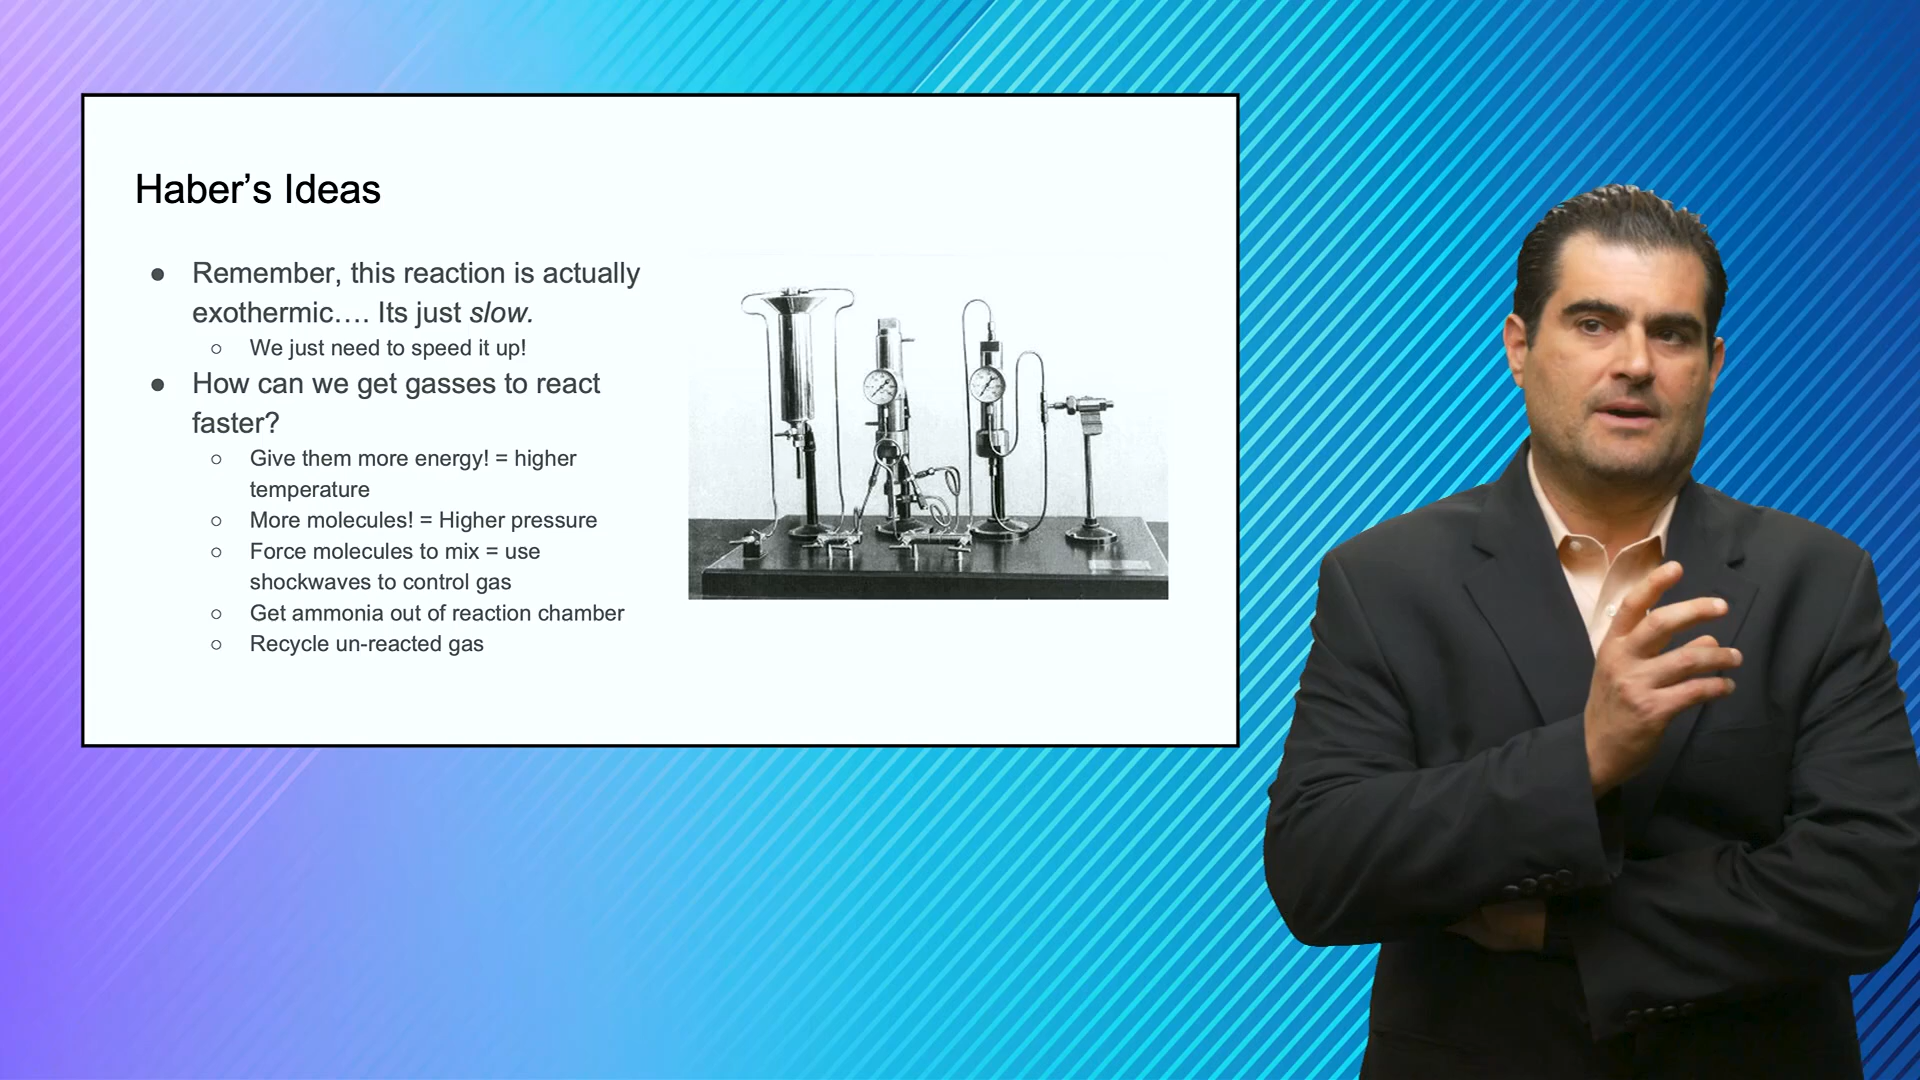 Haber’s Ideas
● Remember, this reaction is actually
exothermic…. Its just slow.
○ We just need to speed it up!
● How can we get gasses to react
faster?
○ Give them more energy! = higher
temperature
○ More molecules! = Higher pressure
○ Force molecules to mix = use
shockwaves to control gas
○ Get ammonia out of reaction chamber
○ Recycle un-reacted gas